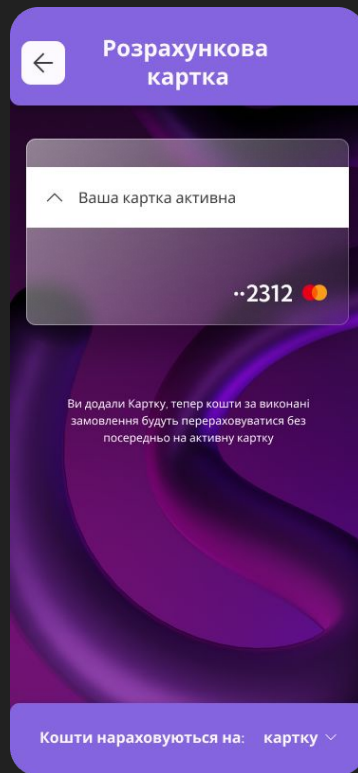 Розрахункова
картка
Ваша картка активна
··2312
Ви додали Картку, тепер кошти за виконані
замовлення будуть перераховуватися без
посередньо на активну картку
Кошти нараховуються на: картку